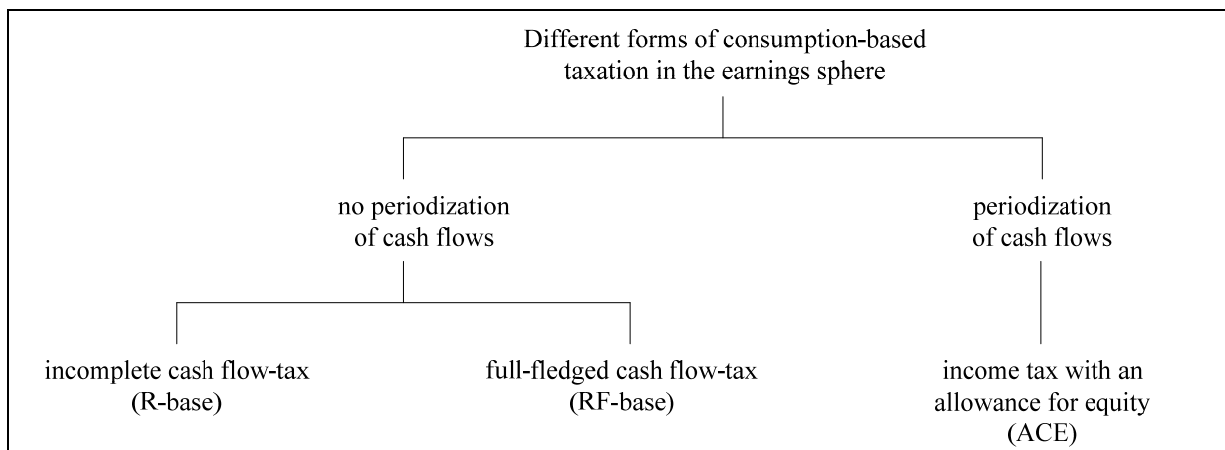 Different forms of consumption-based
taxation in the earnings sphere
no periodization
of cash flows
periodization
of cash flows
incomplete cash flow-tax
(R-base)
full-fledged cash flow-tax
(RF-base)
income tax with an
allowance for equity
(ACE)